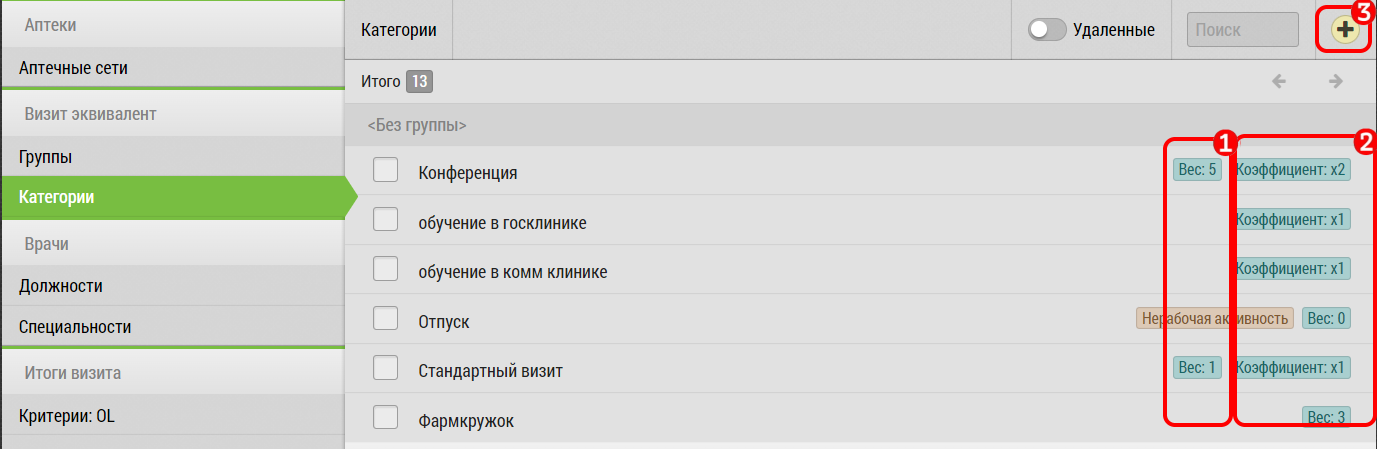 Аптеки
Аптечные сети
Визит эквивалент
Группы
Категории
Врачи
Должности
Специальности
Итоги визита
Критерии: OL
Категории
Удаленные
Поиск
3
Итого 13
<Без группы>
1
2
Конференция Вес: 5 Коэффициент: x2
обучение в госклинике Коэффициент: x1
обучение в комм клинике Коэффициент: x1
Отпуск Нерабочая активность Вес: 0
Стандартный визит Вес: 1 Коэффициент: x1
Фармкружок Вес: 3